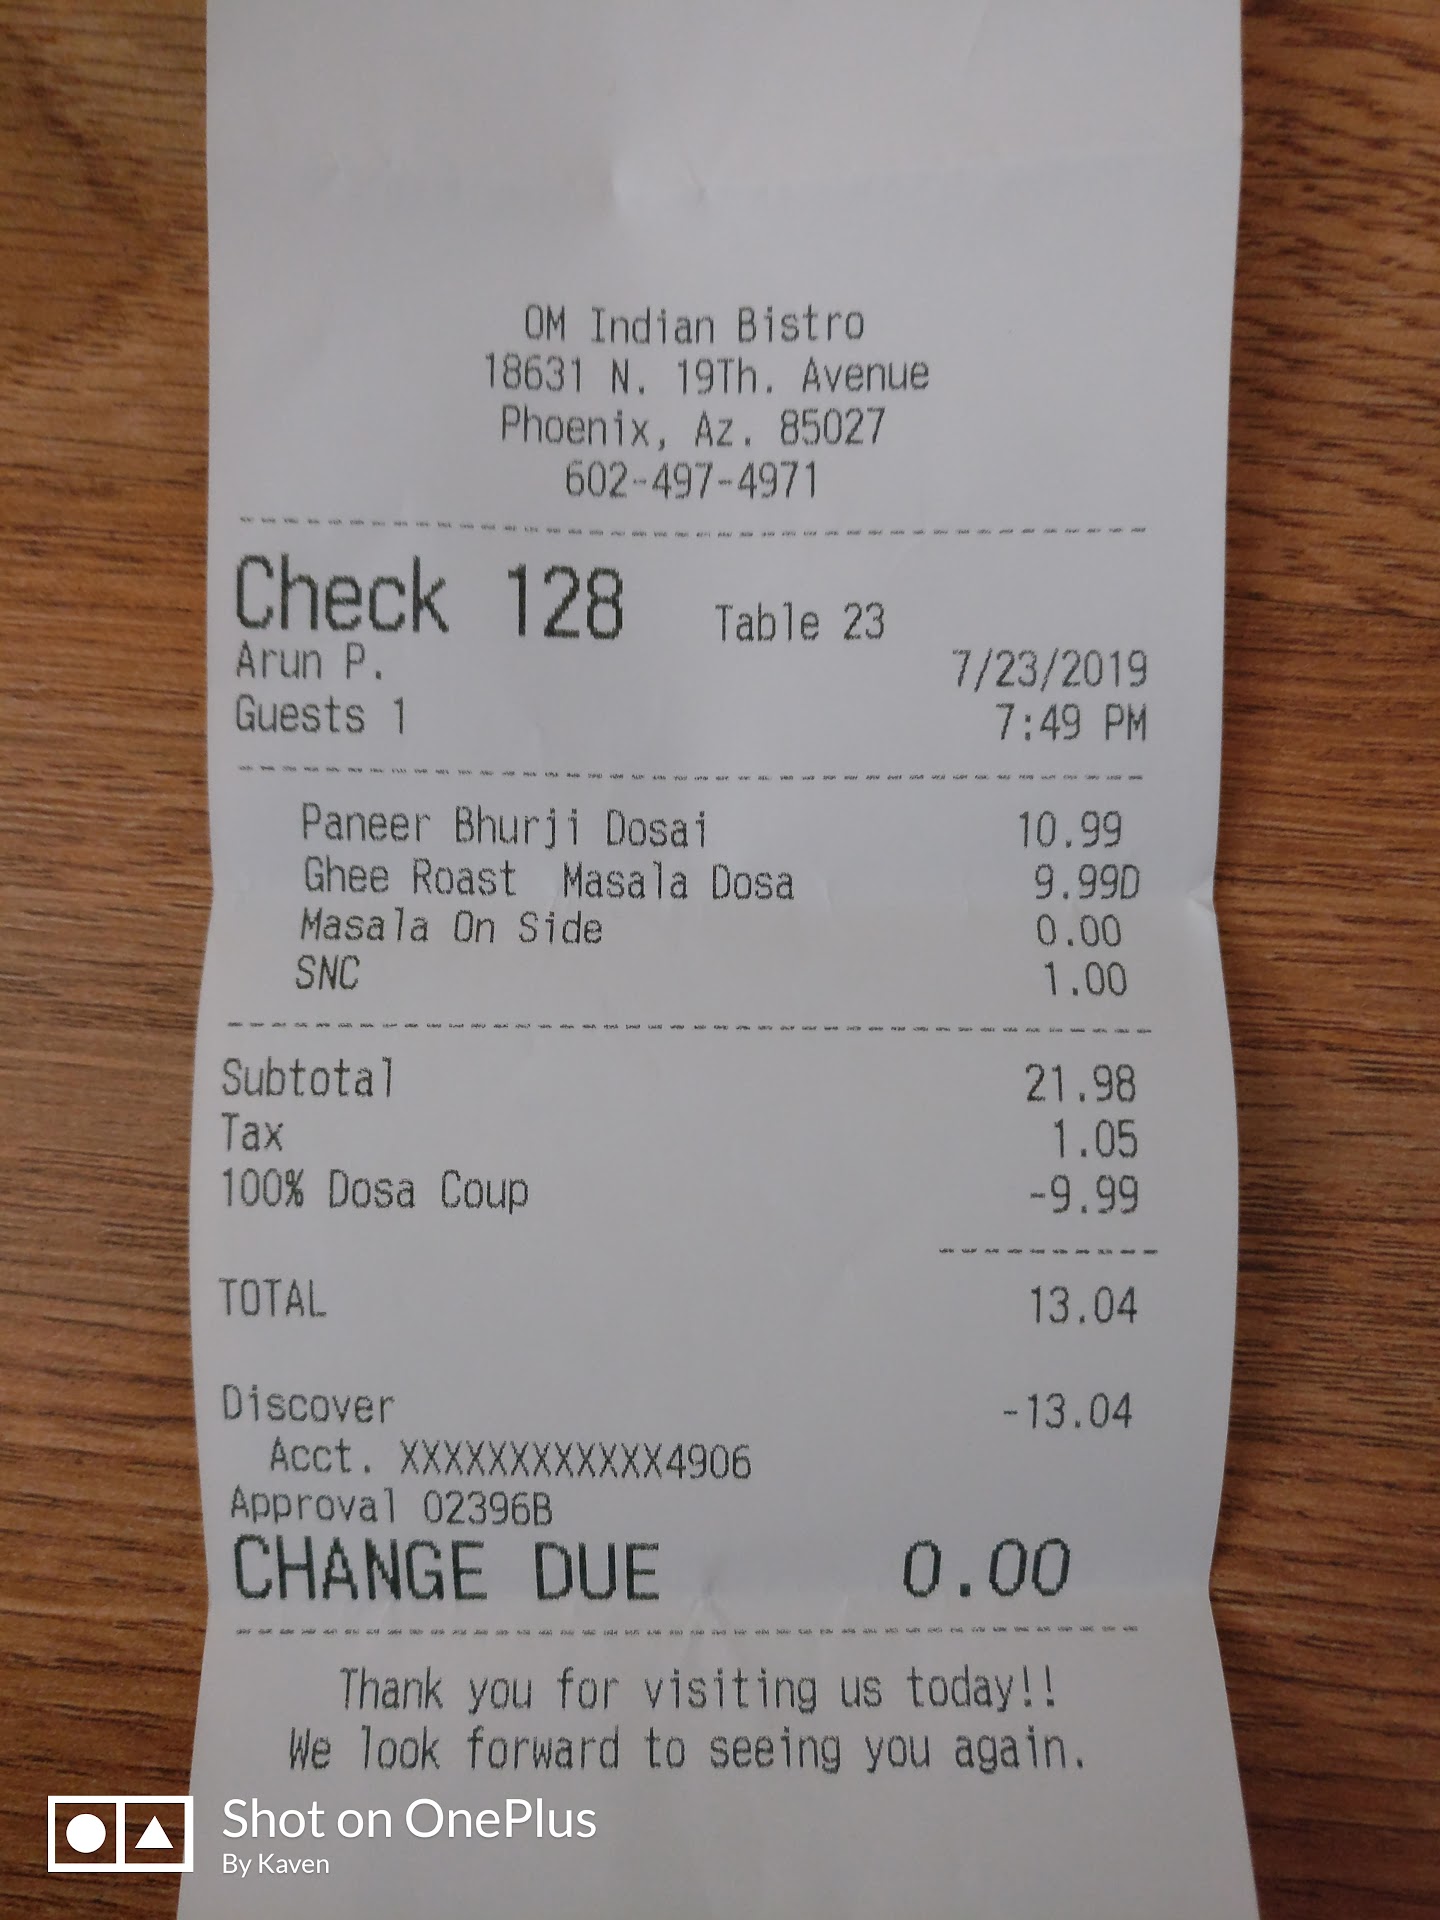 OM Indian Bistro
18631 N. 19Th. Avenue
Phoenix, Az. 85027
602-497-4971
Check 128 Table 23
Arun P. 7/23/2019
Guests 1 7:49 PM
Paneer Bhurji Dosai 10.99
Ghee Roast Masala Dosa 9.99D
Masala On Side 0.00
SNC 1.00
Subtotal 21.98
Tax 1.05
100% Dosa Coup -9.99
TOTAL 13.04
Discover -13.04
Acct. XXXXXXXXXXXX4906
Approval 02396B
CHANGE DUE 0.00
Thank you for visiting us today!!
We look forward to seeing you again.
Shot on OnePlus
By Kaven